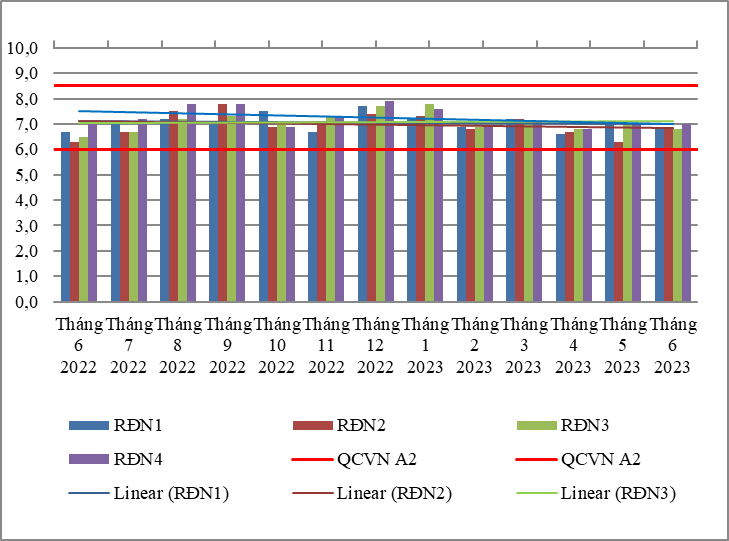 10,0
9,0
8,0
7,0
6,0
5,0
4,0
3,0
2,0
1,0
0,0
Tháng Tháng Tháng Tháng Tháng Tháng Tháng Tháng Tháng Tháng Tháng Tháng Tháng
6 7 8 9 10 11 12 1 2 3 4 5 6
2022 2022 2022 2022 2022 2022 2022 2023 2023 2023 2023 2023 2023
RĐN1 RĐN2 RĐN3
RĐN4 QCVN A2 QCVN A2
Linear (RĐN1) Linear (RĐN2) Linear (RĐN3)